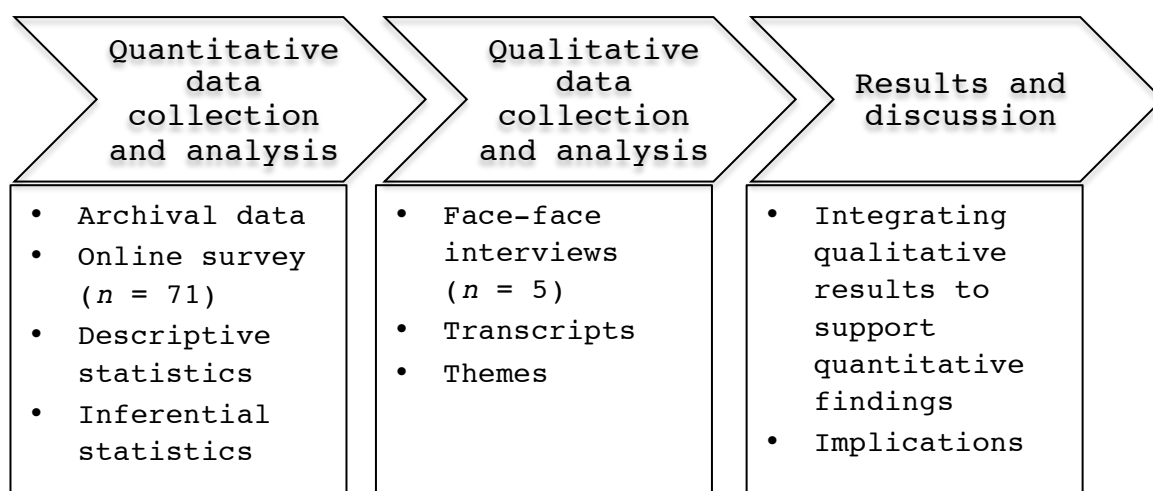 Quantitative
data
collection
and analysis
• Archival data
• Online survey
(n = 71)
• Descriptive
statistics
• Inferential
statistics
Qualitative
data
collection
and analysis
• Face-face
interviews
(n = 5)
• Transcripts
• Themes
Results and
discussion
• Integrating
qualitative
results to
support
quantitative
findings
• Implications